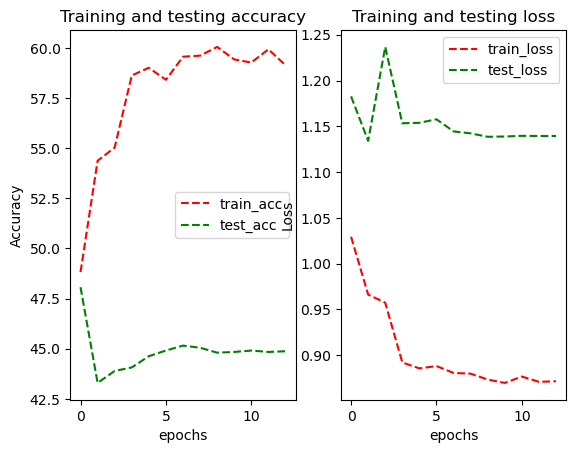 Training and testing accuracy
60.0
57.5
55.0
52.5
50.0
47.5
45.0
42.5
Accuracy
train_acc
test_acc
0
5
10
epochs
Training and testing loss
1.25
1.20
1.15
1.10
1.05
1.00
0.95
0.90
Loss
train_loss
test_loss
0
5
10
epochs